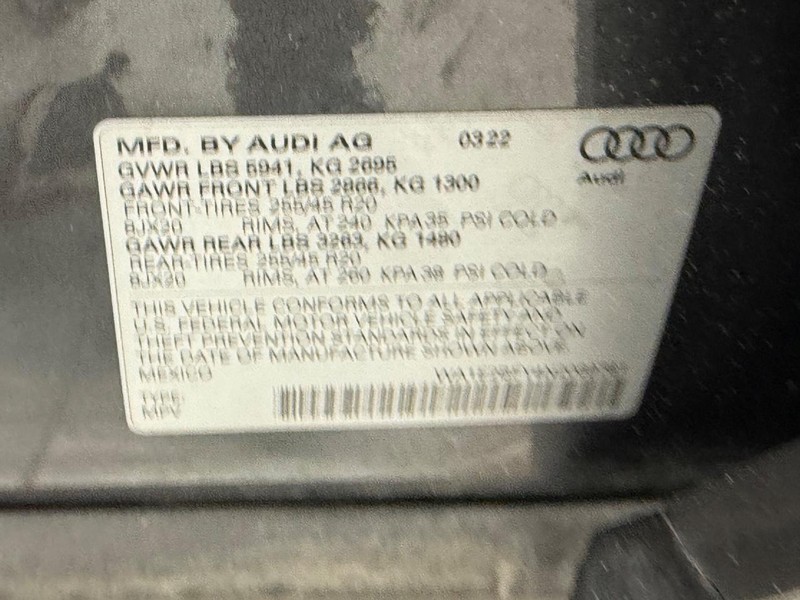 MFD. BY AUDI AG 03.22
Audi
GVWR LBS 5941, KG 2695
GAWR FRONT LBS 2866, KG 1300
FRONT-TIRES 255/45 R20
8JX20 RIMS, AT 240 KPA 35 PSI COLD
GAWR REAR LBS 3263, KG 1480
REAR-TIRES 255/45 R20
8JX20 RIMS, AT 260 KPA 38 PSI COLD
THIS VEHICLE CONFORMS TO ALL APPLICABLE
U.S. FEDERAL MOTOR VEHICLE SAFETY AND
THEFT PREVENTION STANDARDS IN EFFECT ON
THE DATE OF MANUFACTURE SHOWN ABOVE.
MEXICO
TYPE:
MPV